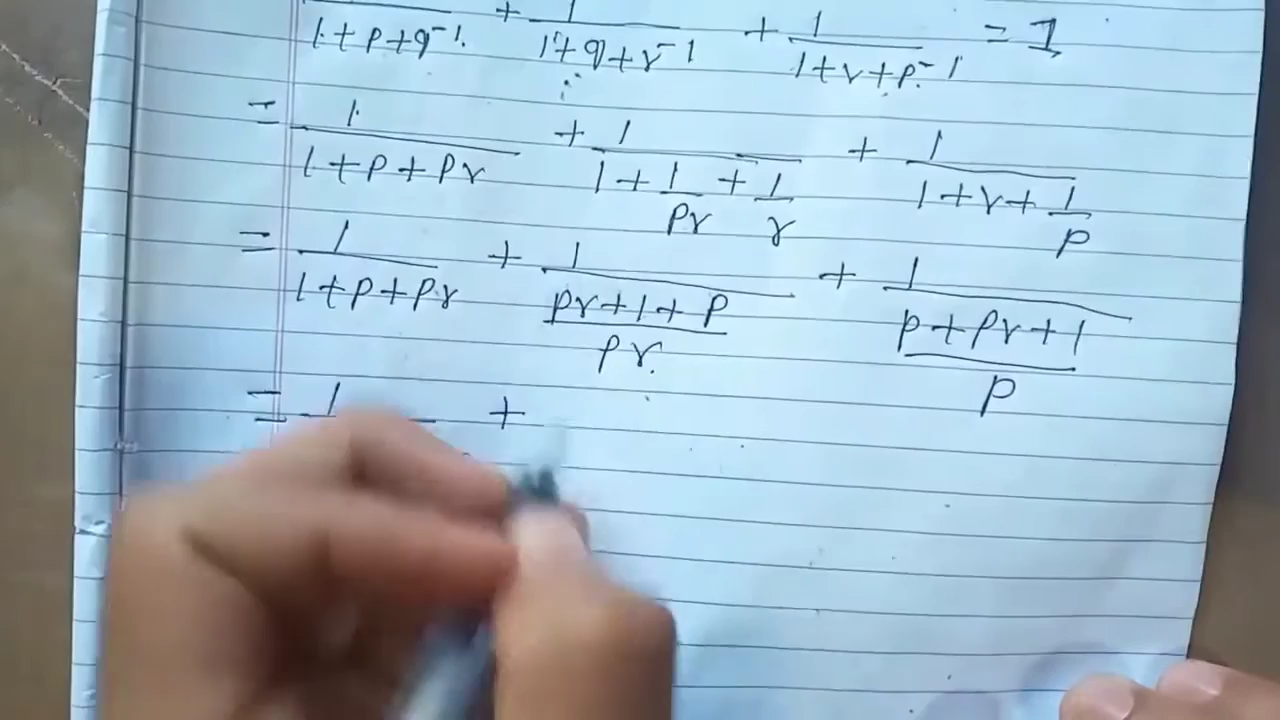 1/(1+p+q⁻¹) + 1/(1+q+r⁻¹) + 1/(1+r+p⁻¹) = 1
= 1/(1+p+pr) + 1/(1+1/pr+1/r) + 1/(1+r+1/p)
= 1/(1+p+pr) + 1/((pr+1+p)/pr) + 1/((p+pr+1)/p)
= 1 +